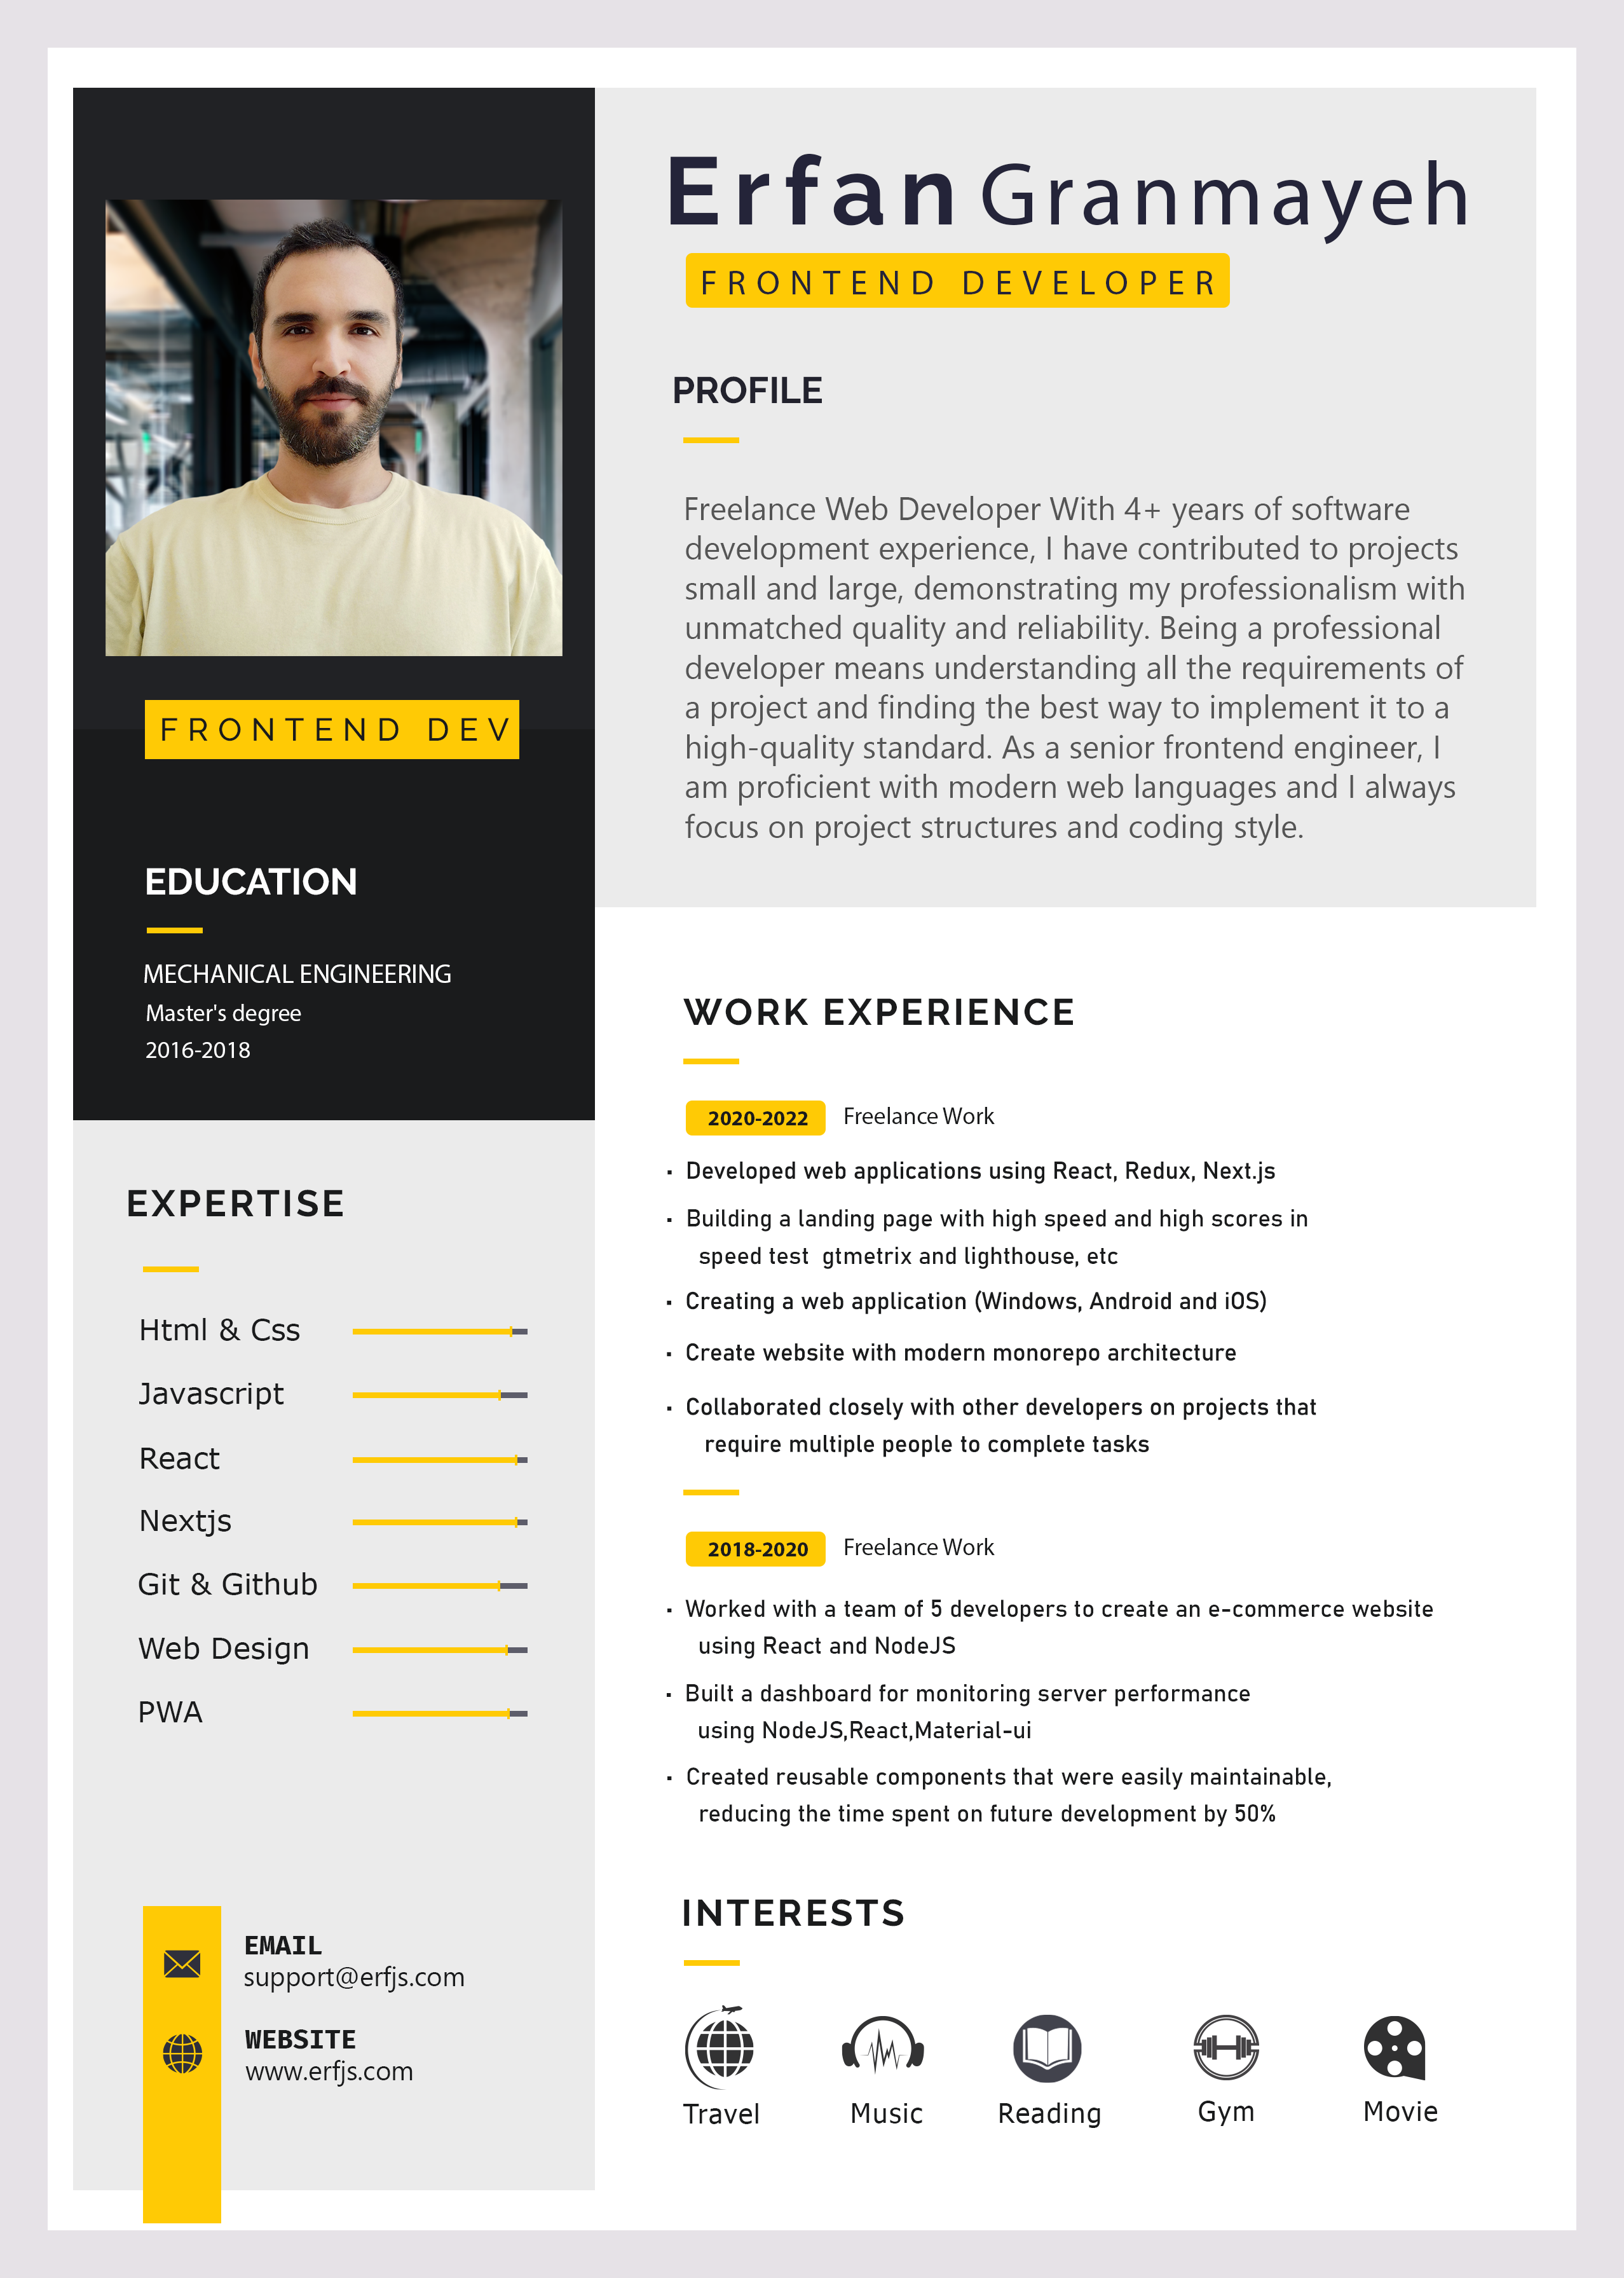 Erfan Granmayeh
FRONTEND DEVELOPER
PROFILE
Freelance Web Developer With 4+ years of software
development experience, I have contributed to projects
small and large, demonstrating my professionalism with
unmatched quality and reliability. Being a professional
developer means understanding all the requirements of
a project and finding the best way to implement it to a
high-quality standard. As a senior frontend engineer, I
am proficient with modern web languages and I always
focus on project structures and coding style.
FRONTEND DEV
EDUCATION
MECHANICAL ENGINEERING
Master's degree
2016-2018
EXPERTISE
Html & Css
Javascript
React
Nextjs
Git & Github
Web Design
PWA
EMAIL
support@erfjs.com
WEBSITE
www.erfjs.com
WORK EXPERIENCE
2020-2022 Freelance Work
· Developed web applications using React, Redux, Next.js
· Building a landing page with high speed and high scores in
speed test gtmetrix and lighthouse, etc
· Creating a web application (Windows, Android and iOS)
· Create website with modern monorepo architecture
· Collaborated closely with other developers on projects that
require multiple people to complete tasks
2018-2020 Freelance Work
· Worked with a team of 5 developers to create an e-commerce website
using React and NodeJS
· Built a dashboard for monitoring server performance
using NodeJS,React,Material-ui
· Created reusable components that were easily maintainable,
reducing the time spent on future development by 50%
INTERESTS
Travel Music Reading Gym Movie